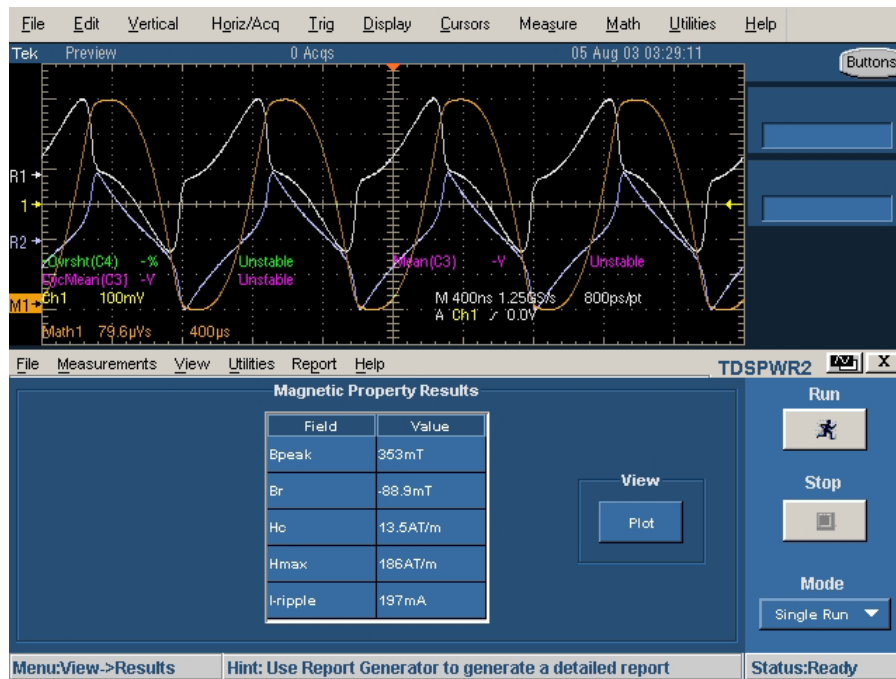 File Edit Vertical Horiz/Acq Trig Display Cursors Measure Math Utilities Help
Tek Preview 0 Acqs 05 Aug 03 03:29:11
Buttons
R1
1
R2
M1
Ovrsht(C4) -% Unstable Mean(C3) -V Unstable
CycMean(C3) -V Unstable
Ch1 100mV M 400ns 1.25GS/s 800ps/pt
A Ch1 / 0.0V
Math1 79.6µVs 400µs
File Measurements View Utilities Report Help TDSPWR2 X
Magnetic Property Results
Field Value
Bpeak 353mT
Br -88.9mT
Hc 13.5AT/m
Hmax 186AT/m
I-ripple 197mA
View
Plot
Run
Stop
Mode
Single Run
Menu:View->Results Hint: Use Report Generator to generate a detailed report Status:Ready